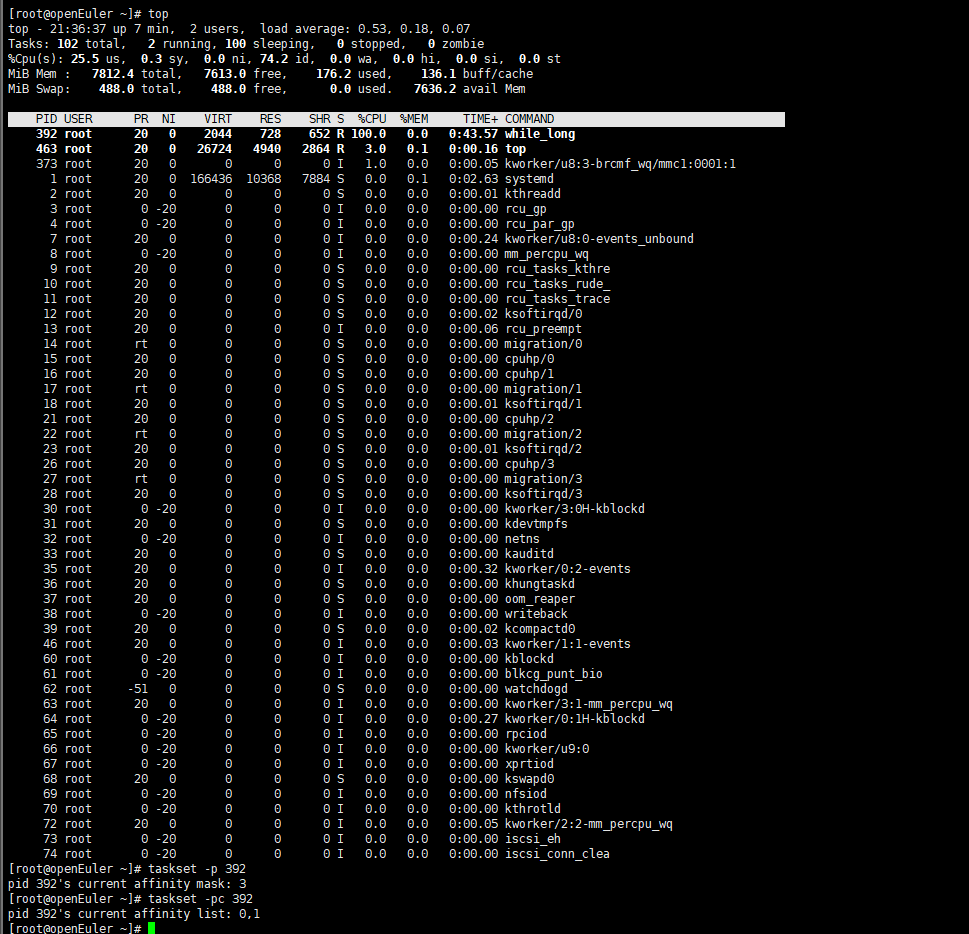 [root@openEuler ~]# top
top - 21:36:37 up 7 min,  2 users,  load average: 0.53, 0.18, 0.07
Tasks: 102 total,   2 running, 100 sleeping,   0 stopped,   0 zombie
%Cpu(s): 25.5 us,  0.3 sy,  0.0 ni, 74.2 id,  0.0 wa,  0.0 hi,  0.0 si,  0.0 st
MiB Mem :   7812.4 total,   7613.0 free,    176.2 used,    136.1 buff/cache
MiB Swap:    488.0 total,    488.0 free,      0.0 used.   7636.2 avail Mem
PID USER      PR  NI    VIRT    RES    SHR S  %CPU  %MEM     TIME+ COMMAND
392 root      20   0    2044    728    652 R 100.0   0.0   0:43.57 while_long
463 root      20   0   26724   4940   2864 R   3.0   0.1   0:00.16 top
373 root      20   0       0      0      0 I   1.0   0.0   0:00.05 kworker/u8:3-brcmf_wq/mmc1:0001:1
1 root      20   0  166436  10368   7884 S   0.0   0.1   0:02.63 systemd
2 root      20   0       0      0      0 S   0.0   0.0   0:00.01 kthreadd
3 root       0 -20       0      0      0 I   0.0   0.0   0:00.00 rcu_gp
4 root       0 -20       0      0      0 I   0.0   0.0   0:00.00 rcu_par_gp
7 root      20   0       0      0      0 I   0.0   0.0   0:00.24 kworker/u8:0-events_unbound
8 root       0 -20       0      0      0 I   0.0   0.0   0:00.00 mm_percpu_wq
9 root      20   0       0      0      0 S   0.0   0.0   0:00.00 rcu_tasks_kthre
10 root      20   0       0      0      0 S   0.0   0.0   0:00.00 rcu_tasks_rude_
11 root      20   0       0      0      0 S   0.0   0.0   0:00.00 rcu_tasks_trace
12 root      20   0       0      0      0 S   0.0   0.0   0:00.02 ksoftirqd/0
13 root      20   0       0      0      0 I   0.0   0.0   0:00.06 rcu_preempt
14 root      rt   0       0      0      0 S   0.0   0.0   0:00.00 migration/0
15 root      20   0       0      0      0 S   0.0   0.0   0:00.00 cpuhp/0
16 root      20   0       0      0      0 S   0.0   0.0   0:00.00 cpuhp/1
17 root      rt   0       0      0      0 S   0.0   0.0   0:00.00 migration/1
18 root      20   0       0      0      0 S   0.0   0.0   0:00.01 ksoftirqd/1
21 root      20   0       0      0      0 S   0.0   0.0   0:00.00 cpuhp/2
22 root      rt   0       0      0      0 S   0.0   0.0   0:00.00 migration/2
23 root      20   0       0      0      0 S   0.0   0.0   0:00.01 ksoftirqd/2
26 root      20   0       0      0      0 S   0.0   0.0   0:00.00 cpuhp/3
27 root      rt   0       0      0      0 S   0.0   0.0   0:00.00 migration/3
28 root      20   0       0      0      0 S   0.0   0.0   0:00.00 ksoftirqd/3
30 root       0 -20       0      0      0 I   0.0   0.0   0:00.00 kworker/3:0H-kblockd
31 root      20   0       0      0      0 S   0.0   0.0   0:00.00 kdevtmpfs
32 root       0 -20       0      0      0 I   0.0   0.0   0:00.00 netns
33 root      20   0       0      0      0 S   0.0   0.0   0:00.00 kauditd
35 root      20   0       0      0      0 I   0.0   0.0   0:00.32 kworker/0:2-events
36 root      20   0       0      0      0 S   0.0   0.0   0:00.00 khungtaskd
37 root      20   0       0      0      0 S   0.0   0.0   0:00.00 oom_reaper
38 root       0 -20       0      0      0 I   0.0   0.0   0:00.00 writeback
39 root      20   0       0      0      0 S   0.0   0.0   0:00.02 kcompactd0
46 root      20   0       0      0      0 I   0.0   0.0   0:00.03 kworker/1:1-events
60 root       0 -20       0      0      0 I   0.0   0.0   0:00.00 kblockd
61 root       0 -20       0      0      0 I   0.0   0.0   0:00.00 blkcg_punt_bio
62 root     -51   0       0      0      0 S   0.0   0.0   0:00.00 watchdogd
63 root      20   0       0      0      0 I   0.0   0.0   0:00.00 kworker/3:1-mm_percpu_wq
64 root       0 -20       0      0      0 I   0.0   0.0   0:00.27 kworker/0:1H-kblockd
65 root       0 -20       0      0      0 I   0.0   0.0   0:00.00 rpciod
66 root       0 -20       0      0      0 I   0.0   0.0   0:00.00 kworker/u9:0
67 root       0 -20       0      0      0 I   0.0   0.0   0:00.00 xprtiod
68 root      20   0       0      0      0 S   0.0   0.0   0:00.00 kswapd0
69 root       0 -20       0      0      0 I   0.0   0.0   0:00.00 nfsiod
70 root       0 -20       0      0      0 I   0.0   0.0   0:00.00 kthrotld
72 root      20   0       0      0      0 I   0.0   0.0   0:00.05 kworker/2:2-mm_percpu_wq
73 root       0 -20       0      0      0 I   0.0   0.0   0:00.00 iscsi_eh
74 root       0 -20       0      0      0 I   0.0   0.0   0:00.00 iscsi_conn_clea
[root@openEuler ~]# taskset -p 392
pid 392's current affinity mask: 3
[root@openEuler ~]# taskset -pc 392
pid 392's current affinity list: 0,1
[root@openEuler ~]#